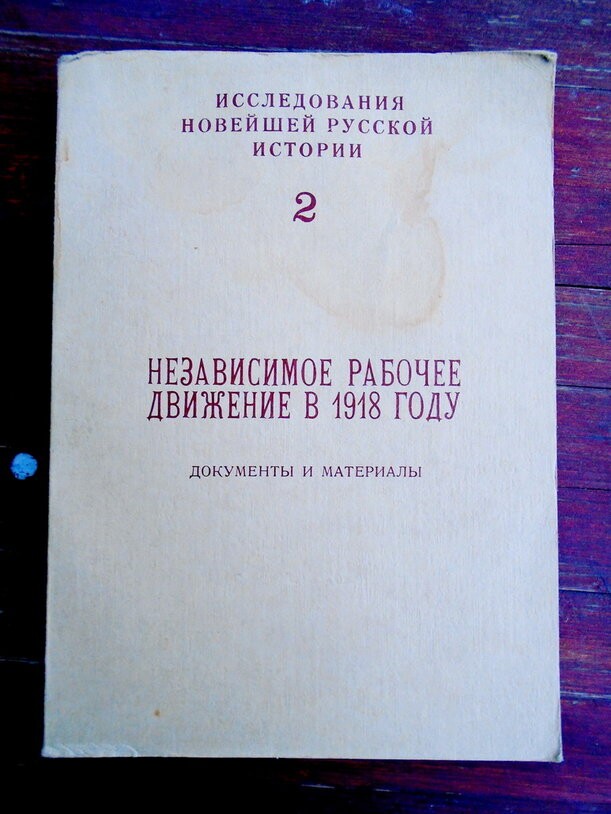 ИССЛЕДОВАНИЯ
НОВЕЙШЕЙ РУССКОЙ
ИСТОРИИ
2
НЕЗАВИСИМОЕ РАБОЧЕЕ
ДВИЖЕНИЕ В 1918 ГОДУ
ДОКУМЕНТЫ И МАТЕРИАЛЫ